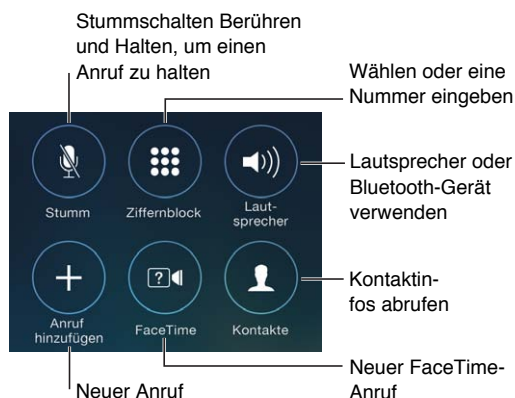 Stummschalten Berühren
und Halten, um einen
Anruf zu halten
Wählen oder eine
Nummer eingeben
Lautsprecher oder
Bluetooth-Gerät
verwenden
Stumm
Ziffernblock
Laut-
sprecher
Kontaktin-
fos abrufen
Anruf
hinzufügen
FaceTime
Kontakte
Neuer FaceTime-
Anruf
Neuer Anruf